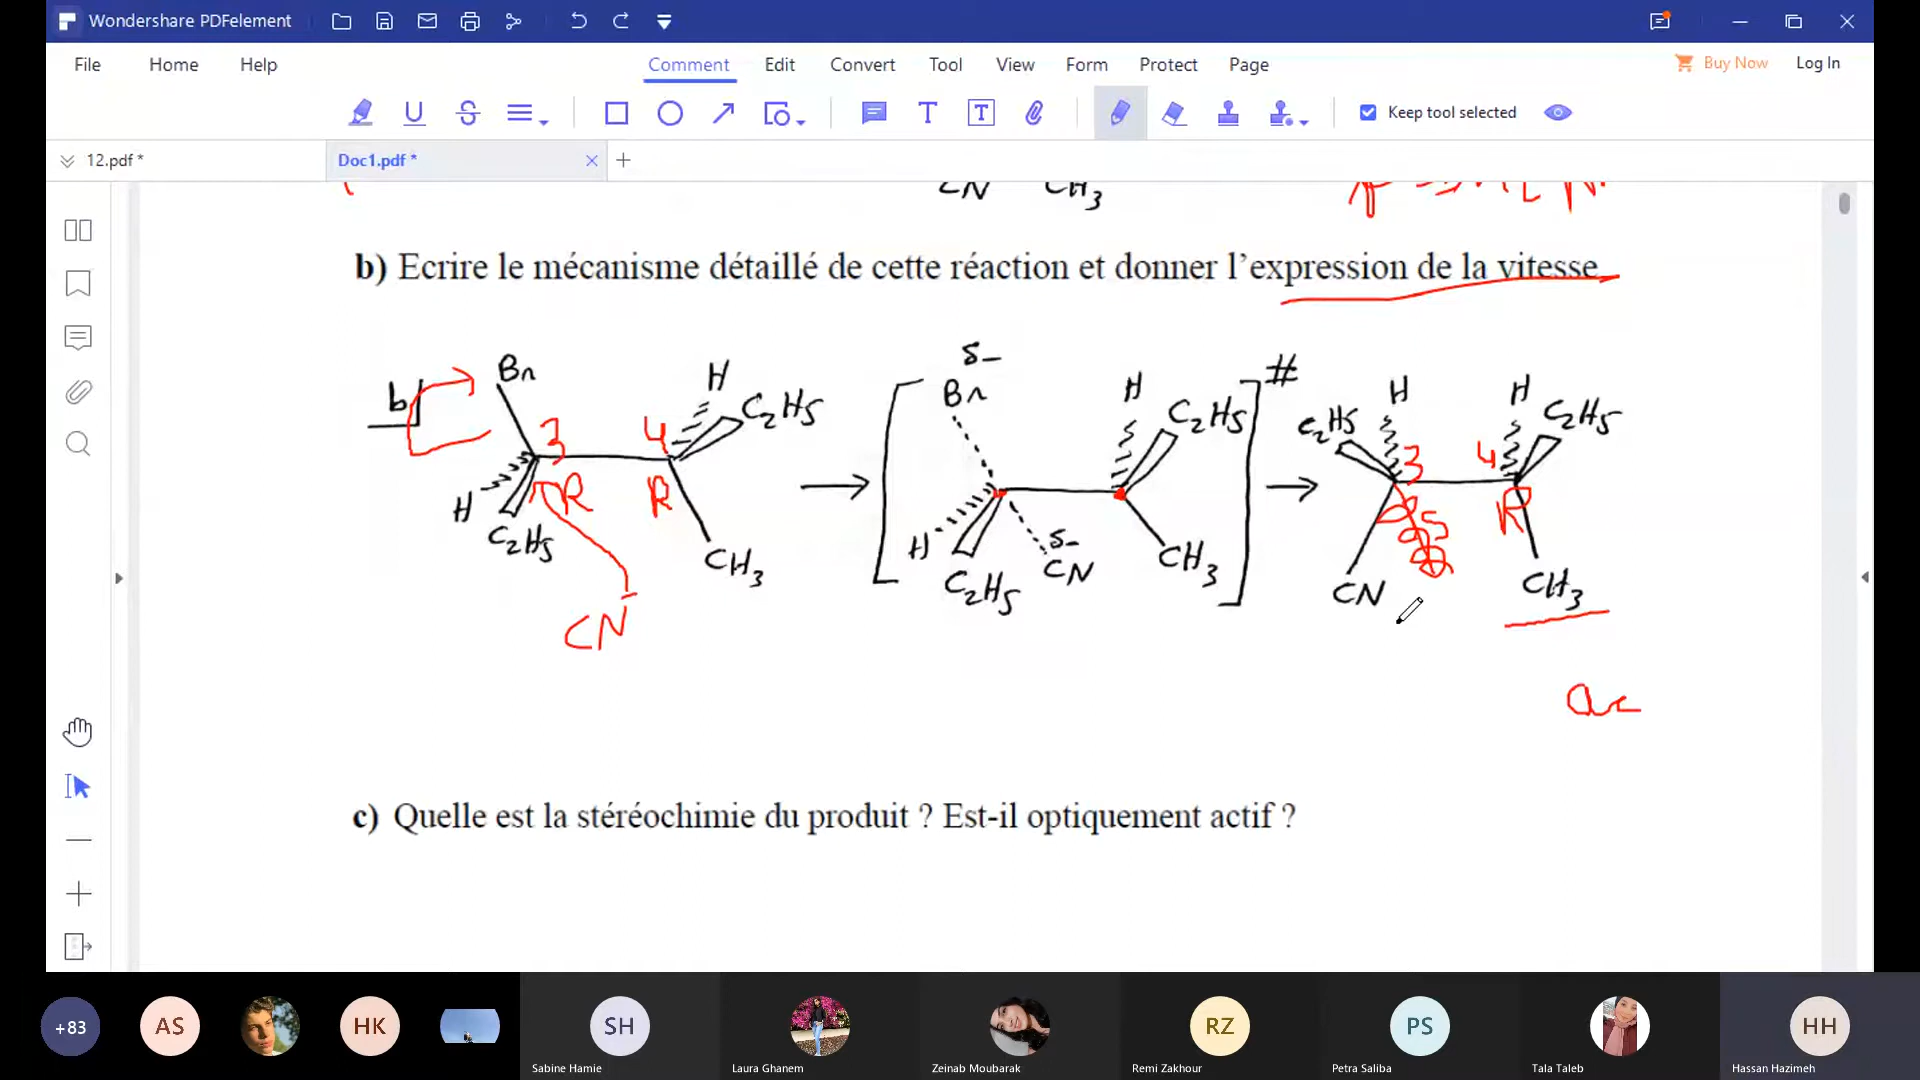 Wondershare PDFelement
File Home Help Comment Edit Convert Tool View Form Protect Page Buy Now Log In
Keep tool selected
12.pdf * Doc1.pdf *
CN CH3
b) Ecrire le mécanisme détaillé de cette réaction et donner l'expression de la vitesse
b
Br
H
C2H5
3
4
R
R
H
C2H5
CH3
CN
δ-
Br
H
C2H5
H
C2H5
δ-
CN
CH3
#
C2H5
H
3
4
H
C2H5
S
R
CN
CH3
c) Quelle est la stéréochimie du produit ? Est-il optiquement actif ?
+83 AS HK SH RZ PS HH
Sabine Hamie Laura Ghanem Zeinab Moubarak Remi Zakhour Petra Saliba Tala Taleb Hassan Hazimeh